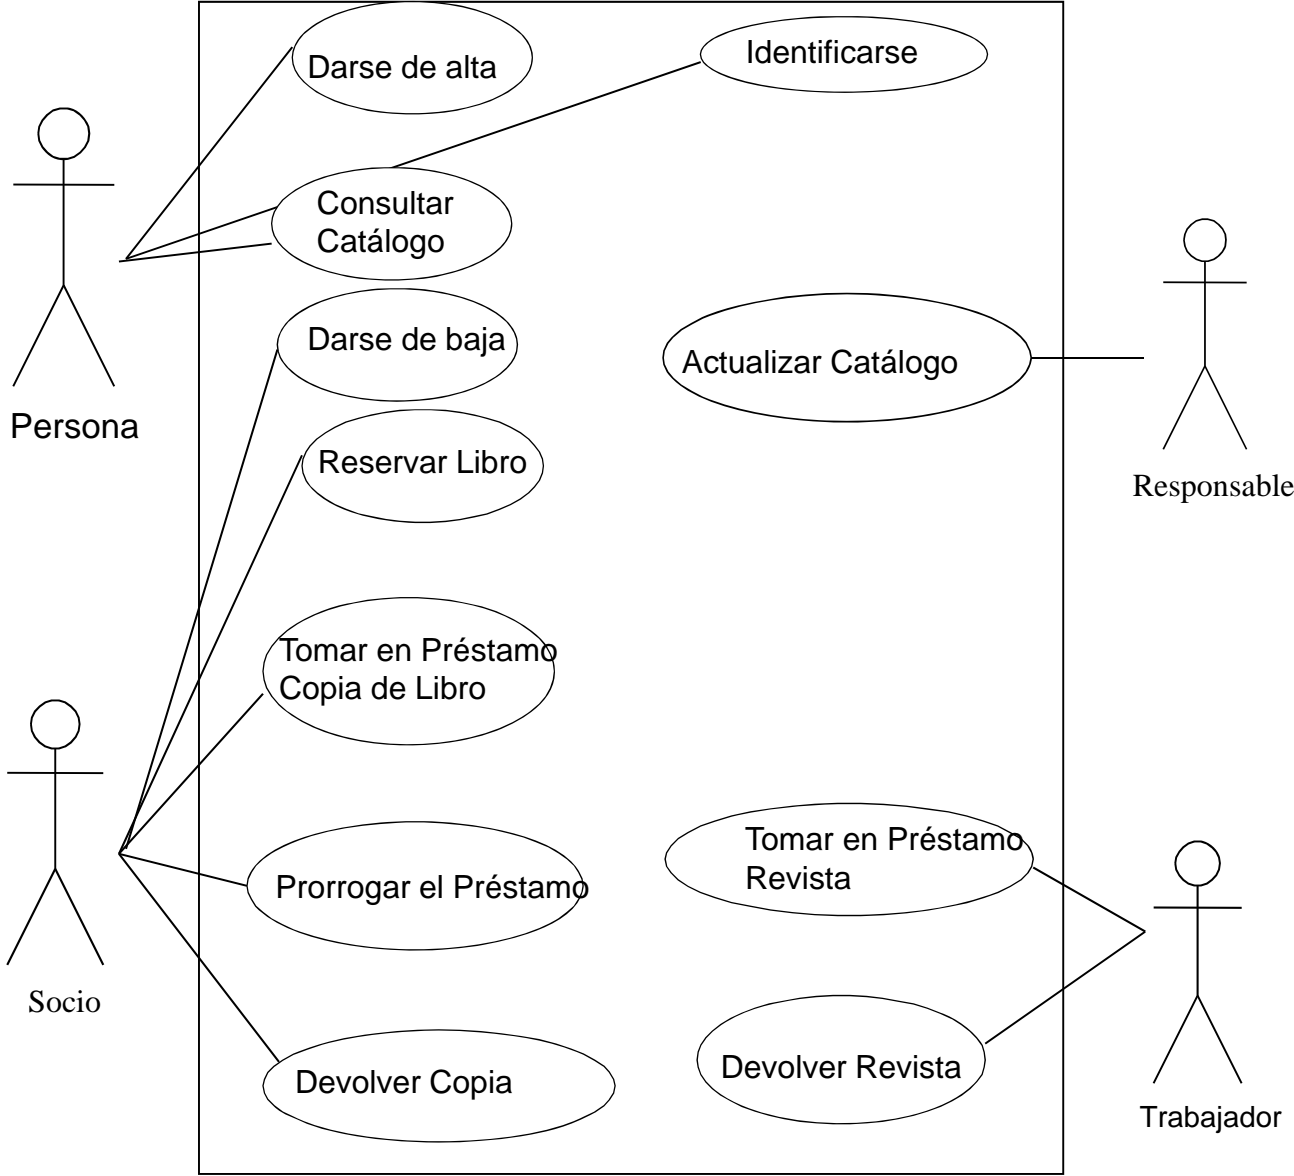 Darse de alta
Identificarse
Consultar
Catálogo
Darse de baja
Actualizar Catálogo
Persona
Reservar Libro
Responsable
Tomar en Préstamo
Copia de Libro
Tomar en Préstamo
Revista
Prorrogar el Préstamo
Socio
Devolver Copia
Devolver Revista
Trabajador